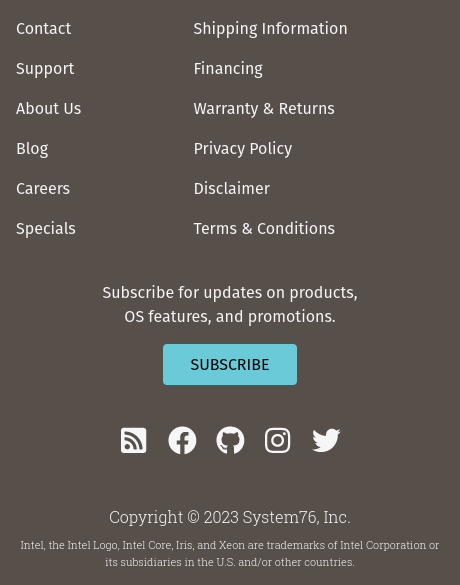 Contact
Support
About Us
Blog
Careers
Specials
Shipping Information
Financing
Warranty & Returns
Privacy Policy
Disclaimer
Terms & Conditions
Subscribe for updates on products,
OS features, and promotions.
SUBSCRIBE
Copyright © 2023 System76, Inc.
Intel, the Intel Logo, Intel Core, Iris, and Xeon are trademarks of Intel Corporation or
its subsidiaries in the U.S. and/or other countries.